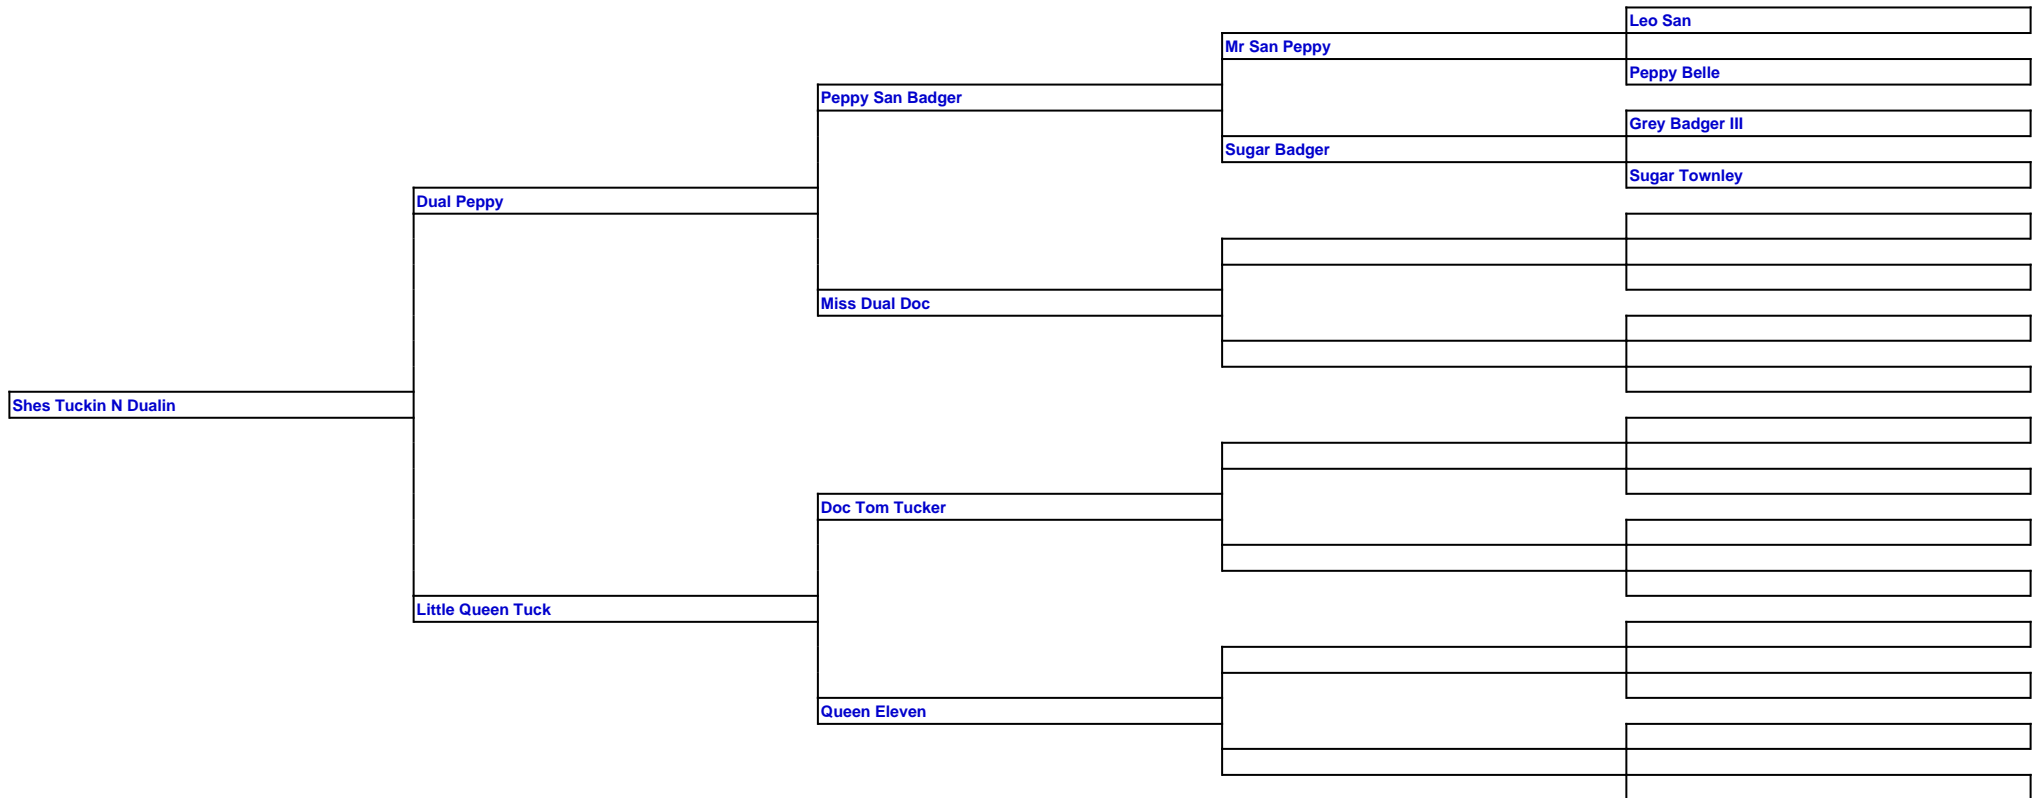 Leo San
Mr San Peppy
Peppy Belle
Peppy San Badger
Grey Badger III
Sugar Badger
Sugar Townley
Dual Peppy
Miss Dual Doc
Shes Tuckin N Dualin
Doc Tom Tucker
Little Queen Tuck
Queen Eleven